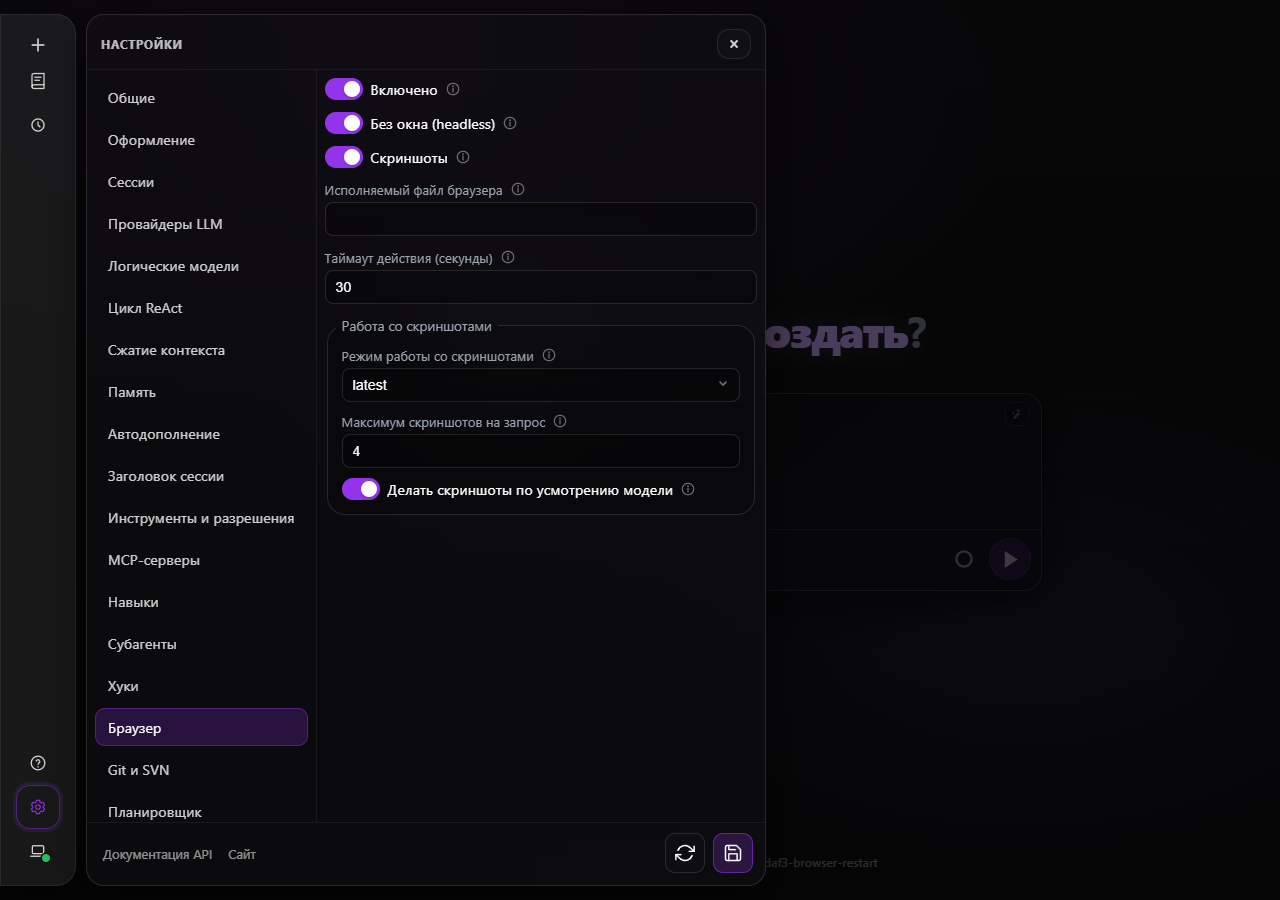 НАСТРОЙКИ
Общие
Оформление
Сессии
Провайдеры LLM
Логические модели
Цикл ReAct
Сжатие контекста
Память
Автодополнение
Заголовок сессии
Инструменты и разрешения
MCP-серверы
Навыки
Субагенты
Хуки
Браузер
Git и SVN
Планировщик
Включено
Без окна (headless)
Скриншоты
Исполняемый файл браузера
Таймаут действия (секунды)
30
Работа со скриншотами
Режим работы со скриншотами
latest
Максимум скриншотов на запрос
4
Делать скриншоты по усмотрению модели
Документация API Сайт
оздать?
daf3-browser-restart